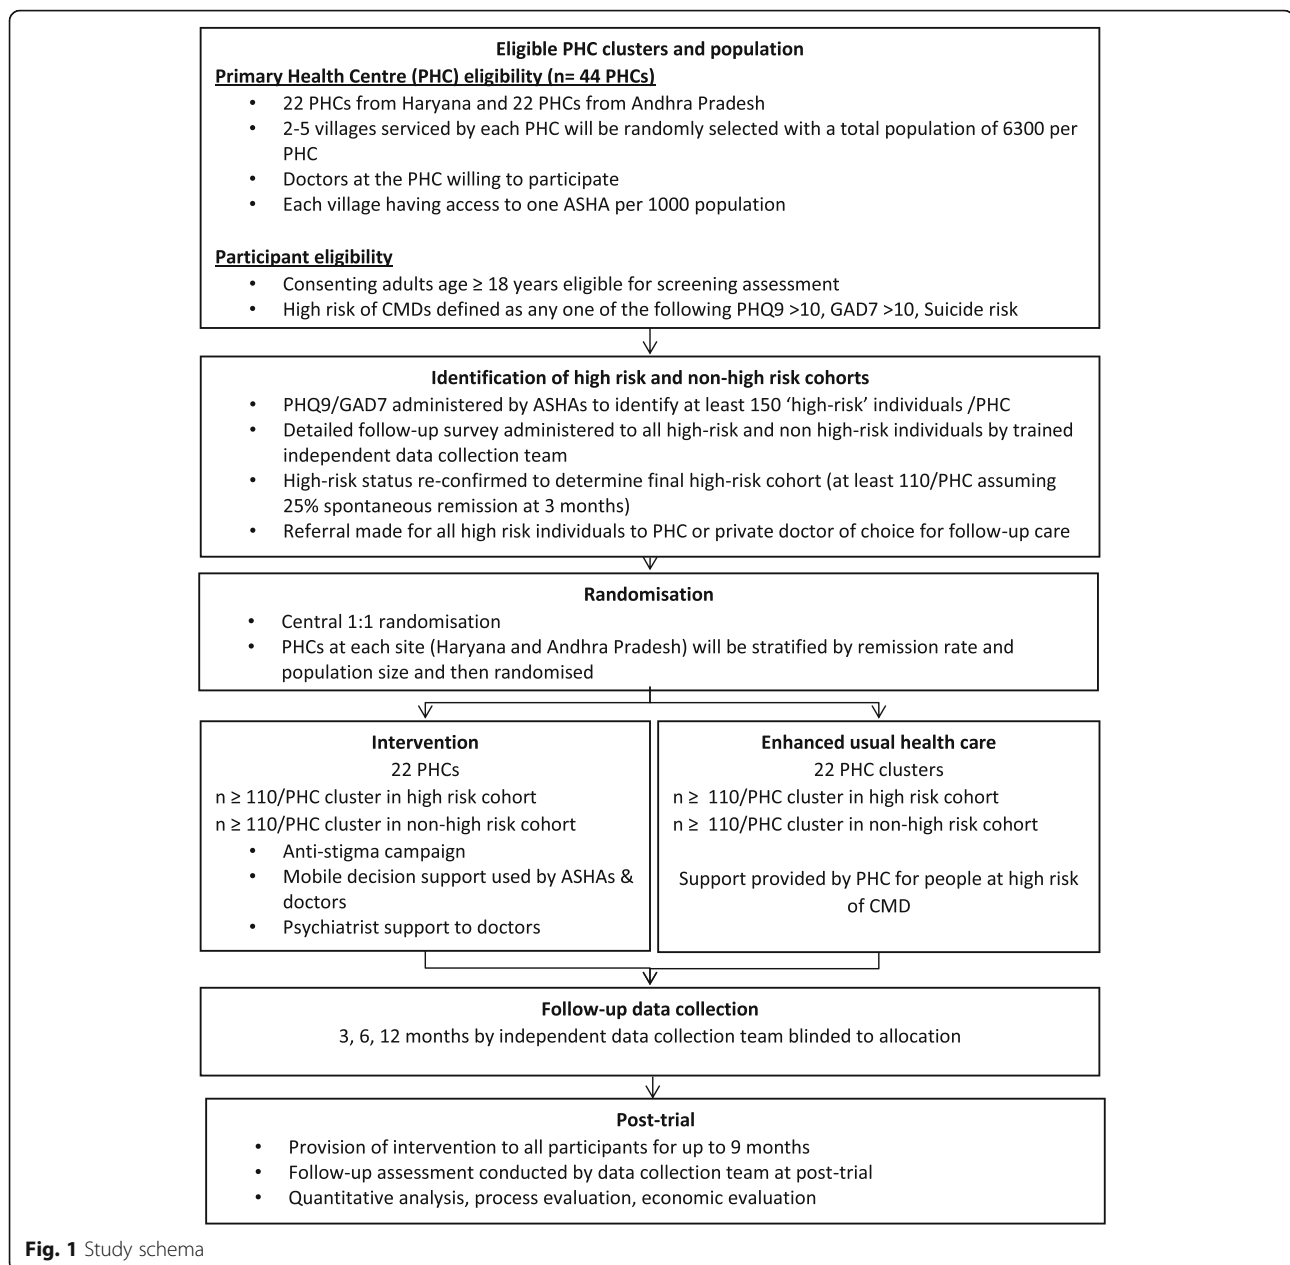 Eligible PHC clusters and population
Primary Health Centre (PHC) eligibility (n= 44 PHCs)
• 22 PHCs from Haryana and 22 PHCs from Andhra Pradesh
• 2-5 villages serviced by each PHC will be randomly selected with a total population of 6300 per
PHC
• Doctors at the PHC willing to participate
• Each village having access to one ASHA per 1000 population
Participant eligibility
• Consenting adults age ≥ 18 years eligible for screening assessment
• High risk of CMDs defined as any one of the following PHQ9 >10, GAD7 >10, Suicide risk
Identification of high risk and non-high risk cohorts
• PHQ9/GAD7 administered by ASHAs to identify at least 150 ‘high-risk’ individuals /PHC
• Detailed follow-up survey administered to all high-risk and non high-risk individuals by trained
independent data collection team
• High-risk status re-confirmed to determine final high-risk cohort (at least 110/PHC assuming
25% spontaneous remission at 3 months)
• Referral made for all high risk individuals to PHC or private doctor of choice for follow-up care
Randomisation
• Central 1:1 randomisation
• PHCs at each site (Haryana and Andhra Pradesh) will be stratified by remission rate and
population size and then randomised
Intervention
22 PHCs
n ≥ 110/PHC cluster in high risk cohort
n ≥ 110/PHC cluster in non-high risk cohort
• Anti-stigma campaign
• Mobile decision support used by ASHAs &
doctors
• Psychiatrist support to doctors
Enhanced usual health care
22 PHC clusters
n ≥ 110/PHC cluster in high risk cohort
n ≥ 110/PHC cluster in non-high risk cohort
Support provided by PHC for people at high risk
of CMD
Follow-up data collection
3, 6, 12 months by independent data collection team blinded to allocation
Post-trial
• Provision of intervention to all participants for up to 9 months
• Follow-up assessment conducted by data collection team at post-trial
• Quantitative analysis, process evaluation, economic evaluation
Fig. 1 Study schema